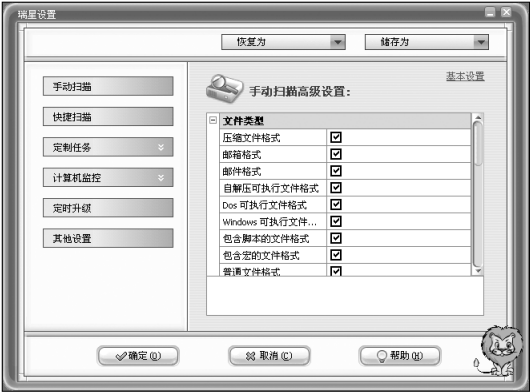 瑞星设置
恢复为
储存为
手动扫描
快捷扫描
定制任务
计算机监控
定时升级
其他设置
基本设置
手动扫描高级设置：
文件类型
压缩文件格式
邮箱格式
邮件格式
自解压可执行文件格式
Dos 可执行文件格式
Windows 可执行文件...
包含脚本的文件格式
包含宏的文件格式
普通文件格式
确定(O)
取消(C)
帮助(H)